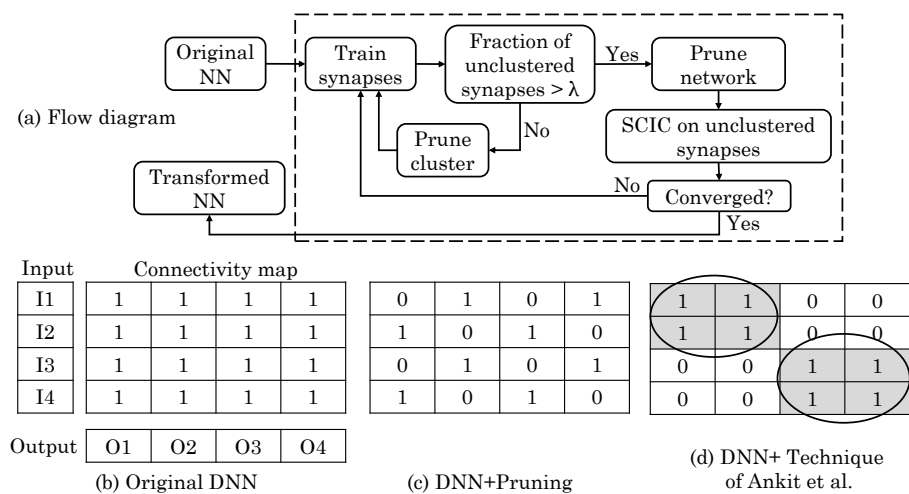 Original
NN
Train
synapses
Fraction of
unclustered
synapses > λ
Yes
Prune
network
(a) Flow diagram
No
Prune
cluster
SCIC on unclustered
synapses
Transformed
NN
No
Converged?
Yes
Input
Connectivity map
I1 1 1 1 1
I2 1 1 1 1
I3 1 1 1 1
I4 1 1 1 1
Output O1 O2 O3 O4
(b) Original DNN
0 1 0 1
1 0 1 0
0 1 0 1
1 0 1 0
(c) DNN+Pruning
1 1 0 0
1 1 0 0
0 0 1 1
0 0 1 1
(d) DNN+ Technique
of Ankit et al.